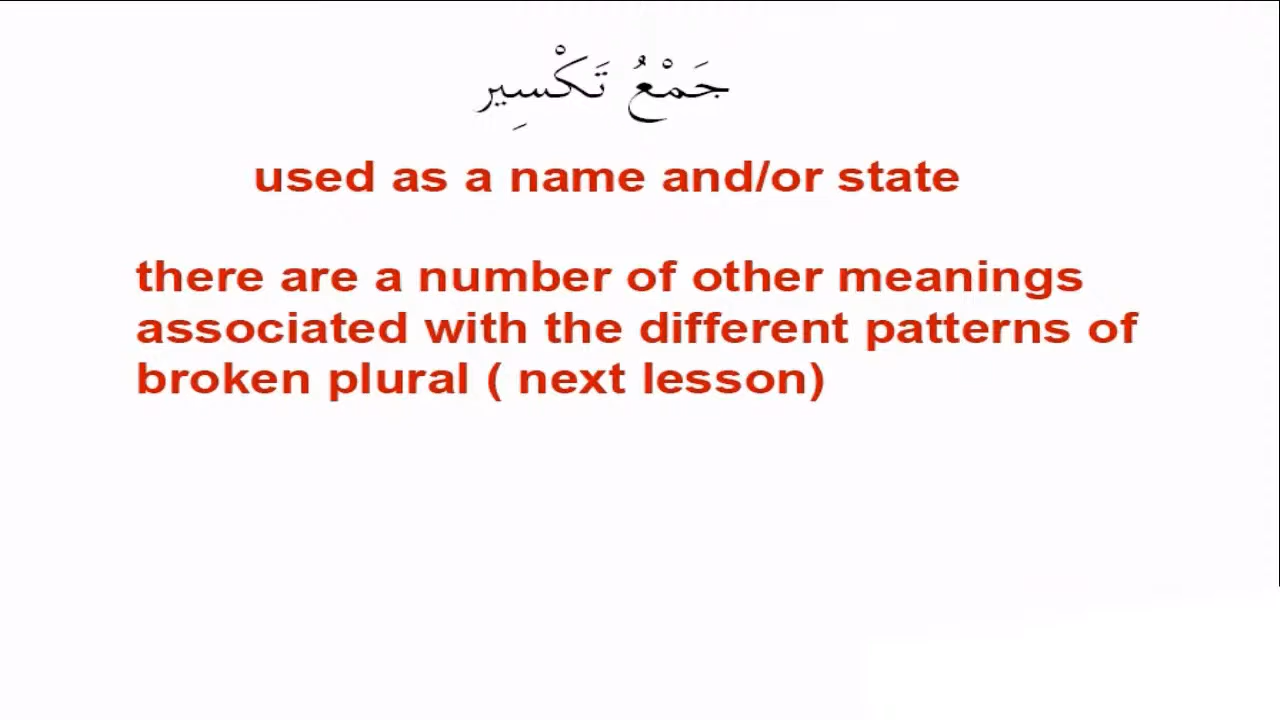 جَمْعُ تَكْسِير
used as a name and/or state
there are a number of other meanings
associated with the different patterns of
broken plural ( next lesson)